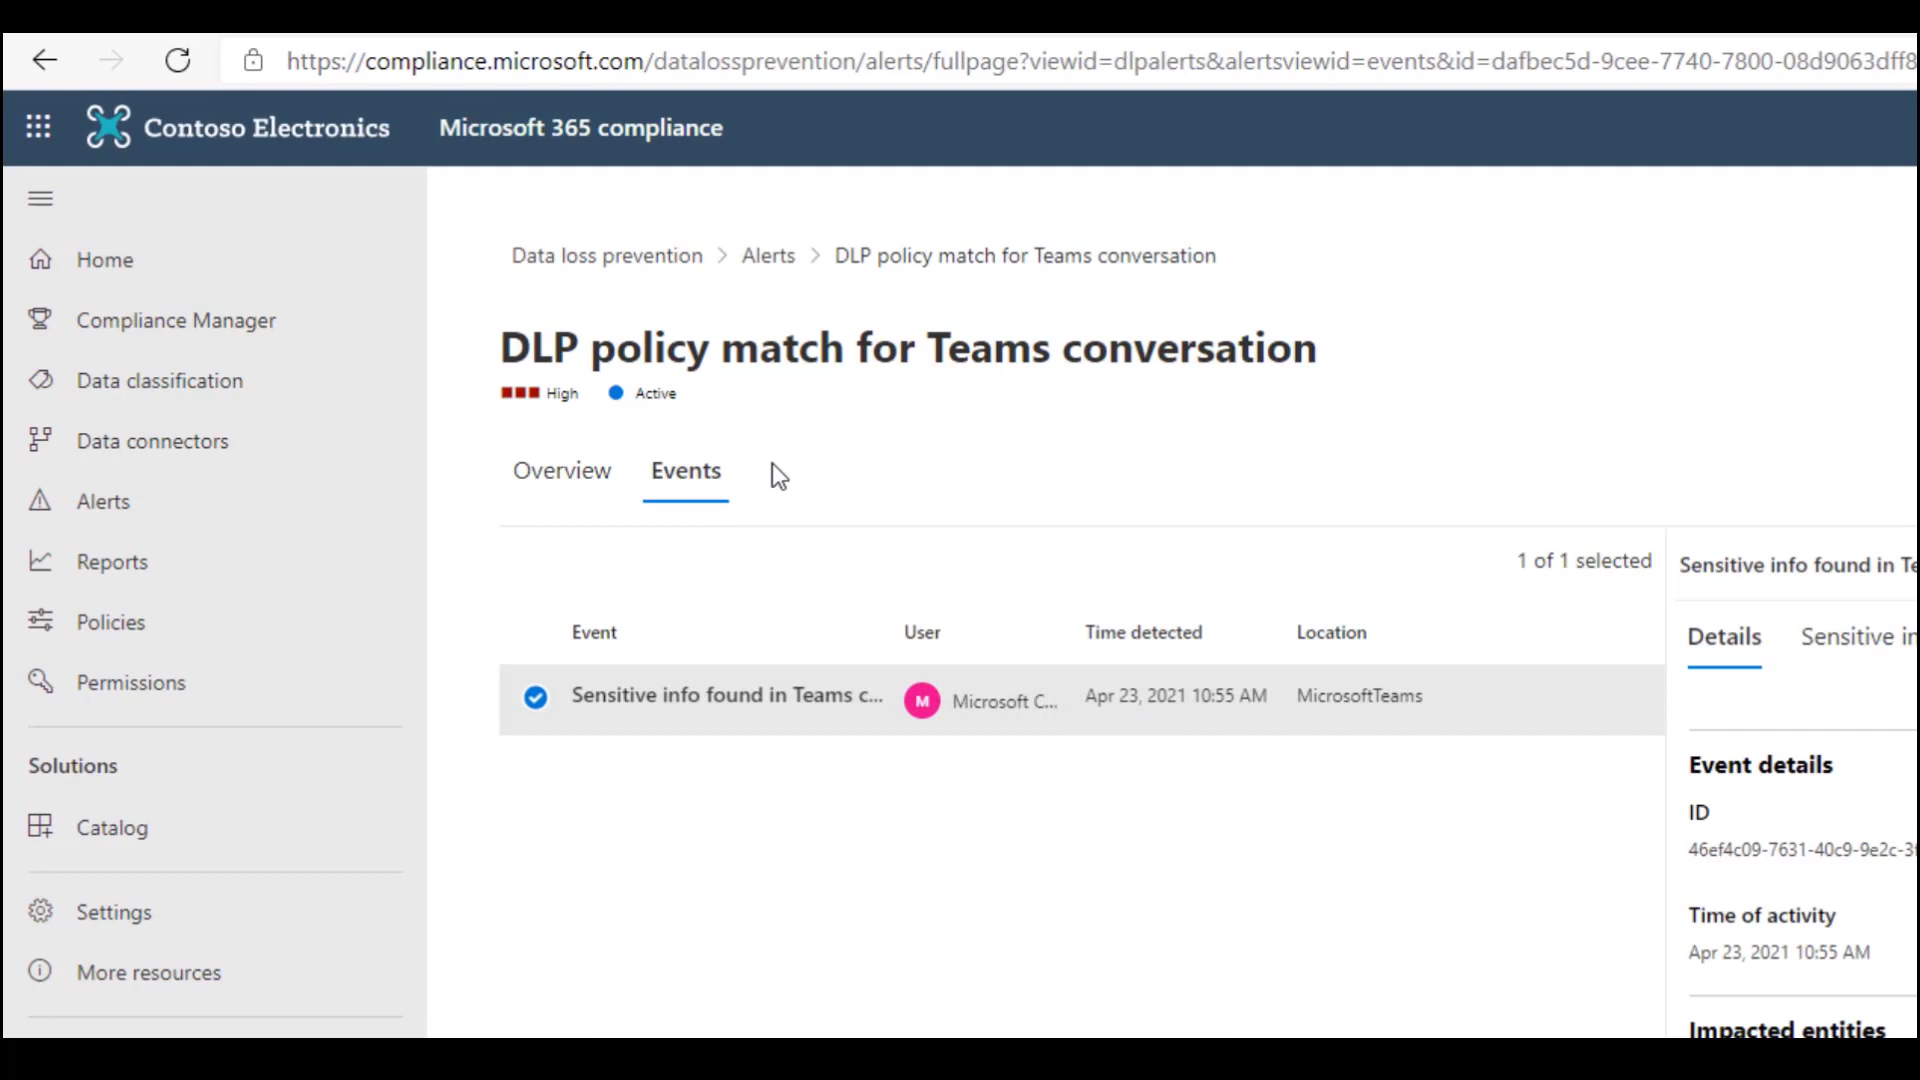 https://compliance.microsoft.com/datalossprevention/alerts/fullpage?viewid=dlpalerts&alertsviewid=events&id=dafbec5d-9cee-7740-7800-08d9063dff8
Contoso Electronics
Microsoft 365 compliance
Home
Compliance Manager
Data classification
Data connectors
Alerts
Reports
Policies
Permissions
Solutions
Catalog
Settings
More resources
Data loss prevention > Alerts > DLP policy match for Teams conversation
DLP policy match for Teams conversation
High Active
Overview Events
1 of 1 selected
Event User Time detected Location
Sensitive info found in Teams c... M Microsoft C... Apr 23, 2021 10:55 AM MicrosoftTeams
Sensitive info found in Te
Details Sensitive in
Event details
ID
46ef4c09-7631-40c9-9e2c-3
Time of activity
Apr 23, 2021 10:55 AM
Impacted entities